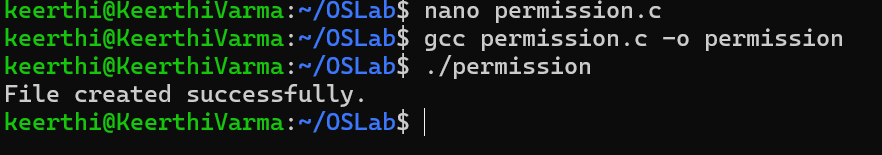 keerthi@KeerthiVarma:~/OSLab$ nano permission.c
keerthi@KeerthiVarma:~/OSLab$ gcc permission.c -o permission
keerthi@KeerthiVarma:~/OSLab$ ./permission
File created successfully.
keerthi@KeerthiVarma:~/OSLab$